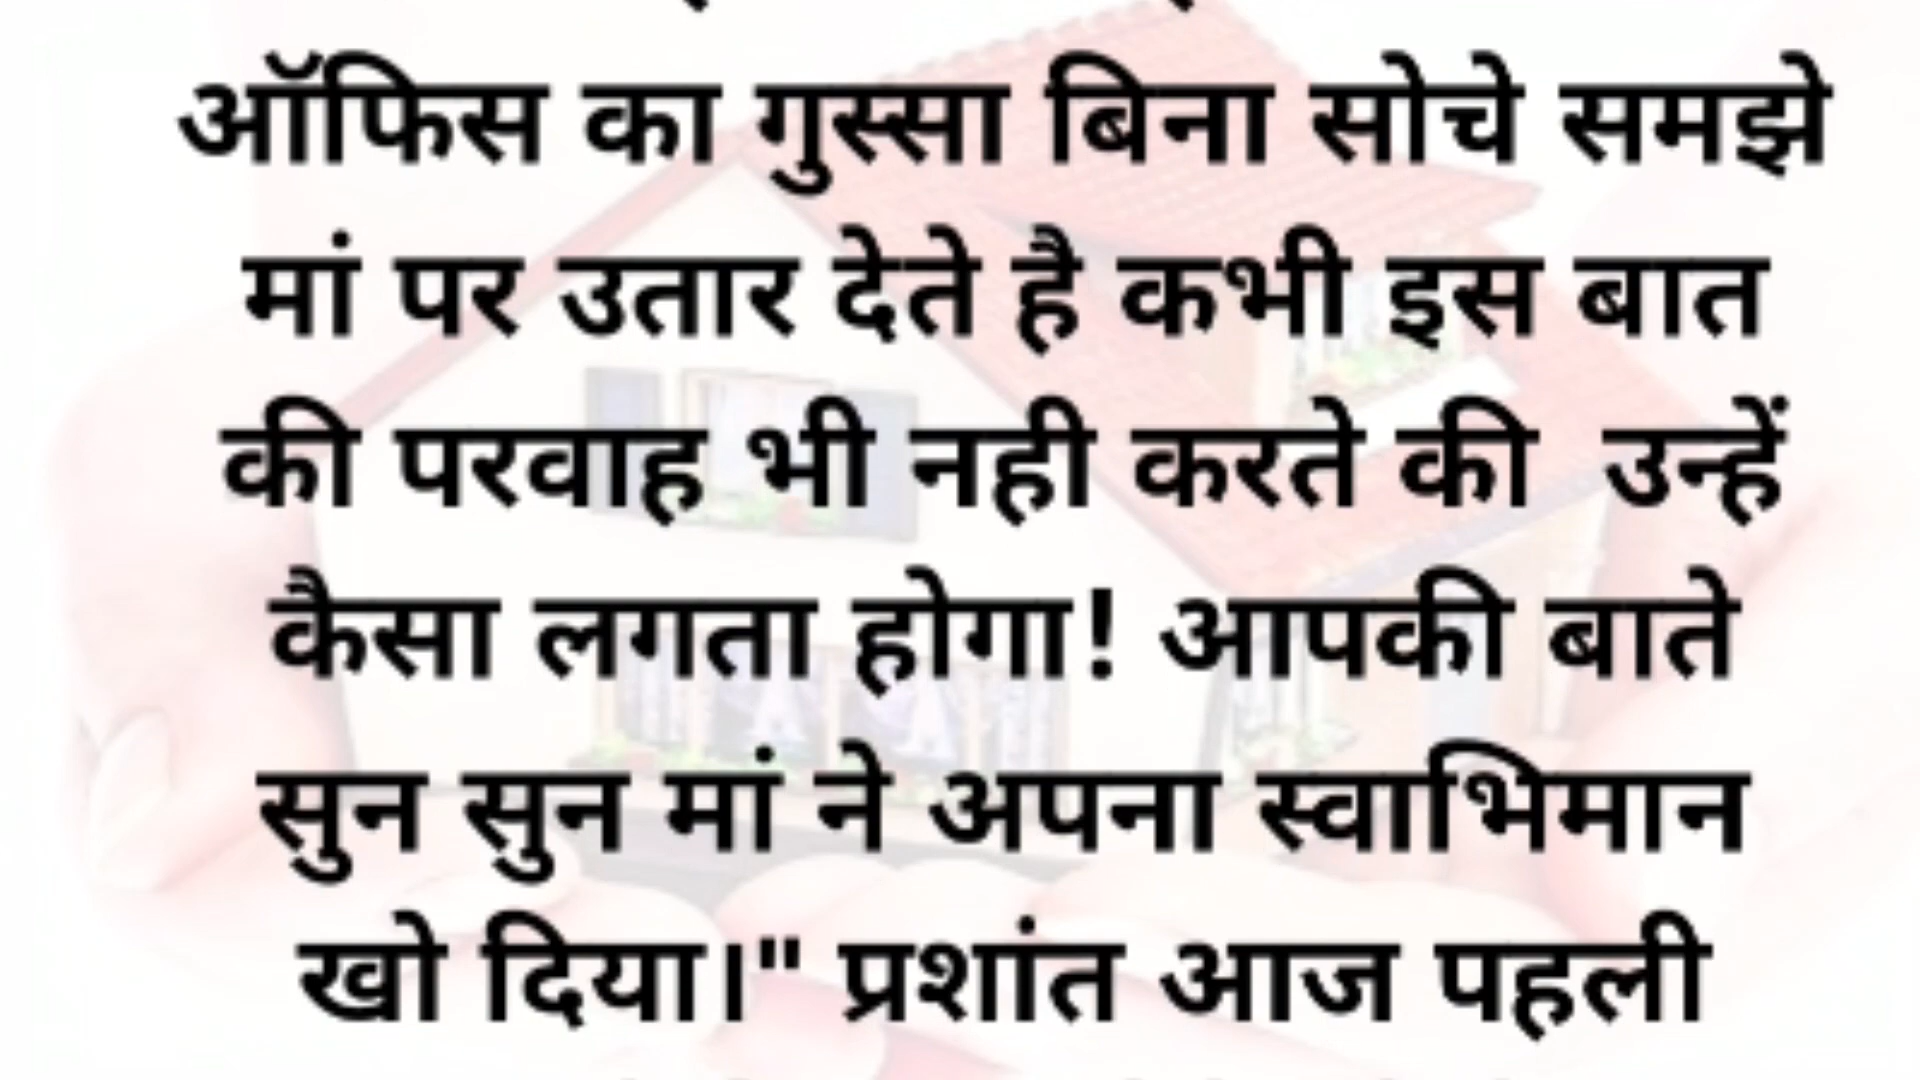 ऑफिस का गुस्सा बिना सोचे समझे
मां पर उतार देते है कभी इस बात
की परवाह भी नही करते की उन्हें
कैसा लगता होगा! आपकी बाते
सुन सुन मां ने अपना स्वाभिमान
खो दिया।" प्रशांत आज पहली